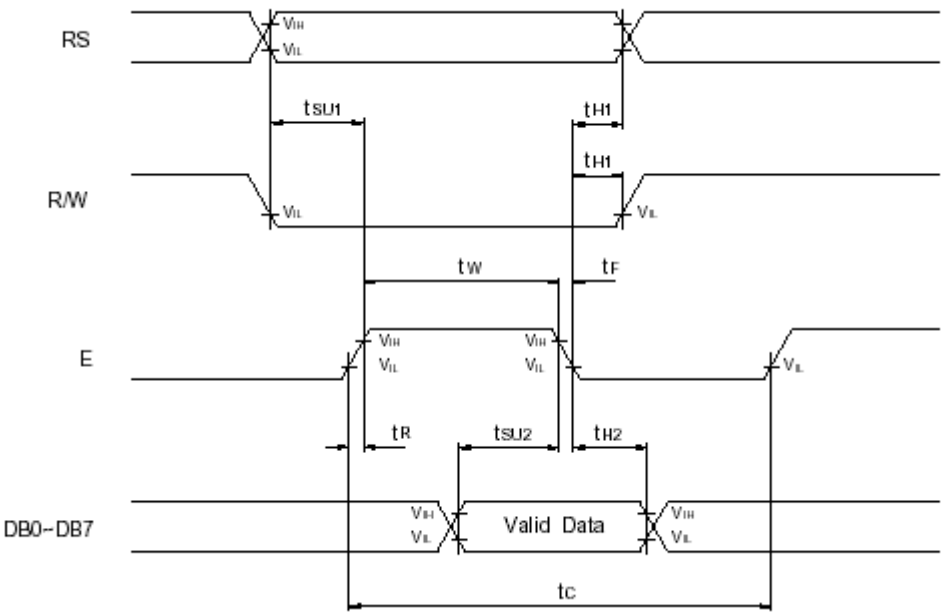 RS
VIH
VIL
tSU1
tH1
tH1
R/W
VIL
VIL
tW
tF
E
VIH
VIH
VIL
VIL
VIL
tR
tSU2
tH2
DB0~DB7
VIH
Valid Data
VIH
VIL
VIL
tC